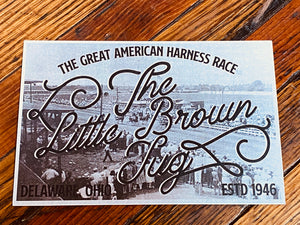 THE GREAT AMERICAN HARNESS RACE
The
Little Brown
Jug
DELAWARE, OHIO
ESTD 1946